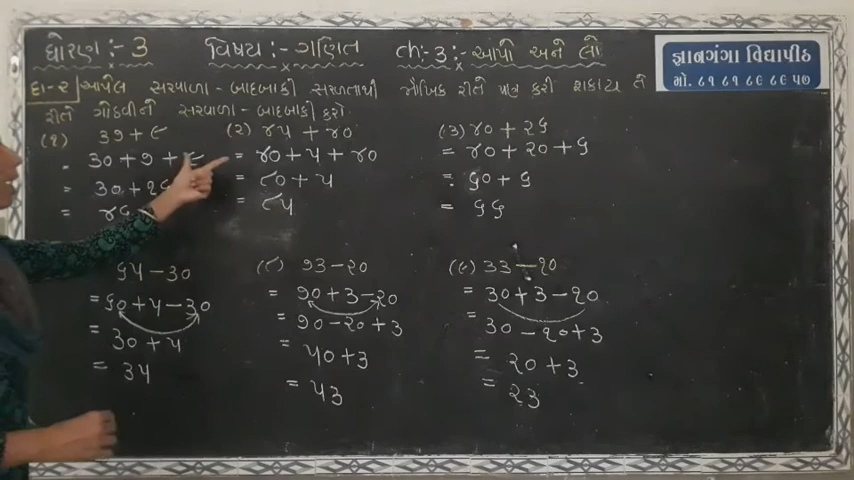 ધોરણ :- 3 વિષય :- ગણિત ch:-3:- આપો અને લો
જ્ઞાનગંગા વિદ્યાપીઠ
મો. ૮૧ ૬૧ ૮૯ ૮૯ ૫૭
દા-૨ આપેલ સરવાળા - બાદબાકી સરળતાથી મૌખિક રીતે પાત્ર કરી શકાય તે
રીતે ગોઠવીને સરવાળા - બાદબાકી કરો
(૧) ૩૭ + ૯
= ૩૦ + ૭ + ૯
= ૩૦ + ૧૬
= ૪૬
(૨) ૪૫ + ૪૦
= ૪૦ + ૫ + ૪૦
= ૮૦ + ૫
= ૮૫
(૩) ૪૦ + ૨૬
= ૪૦ + ૨૦ + ૬
= ૬૦ + ૬
= ૬૬
૬૫ - ૩૦
= ૬૦ + ૫ - ૩૦
= ૩૦ + ૫
= ૩૫
(૮) ૭૩ - ૨૦
= ૭૦ + ૩ - ૨૦
= ૭૦ - ૨૦ + ૩
= ૫૦ + ૩
= ૫૩
(૯) ૩૩ - ૧૦
= ૩૦ + ૩ - ૧૦
= ૩૦ - ૧૦ + ૩
= ૨૦ + ૩
= ૨૩